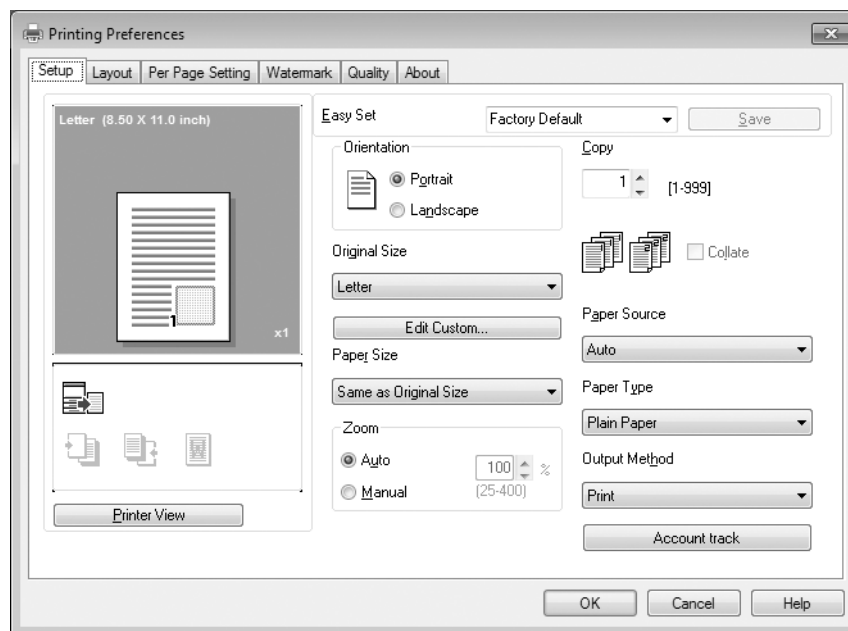 Printing Preferences
Setup Layout Per Page Setting Watermark Quality About
Letter (8.50 X 11.0 inch)
1
x1
Printer View
Easy Set Factory Default Save
Orientation
Portrait
Landscape
Original Size
Letter
Edit Custom...
Paper Size
Same as Original Size
Zoom
Auto
Manual
100 %
(25-400)
Copy
1 [1-999]
Collate
Paper Source
Auto
Paper Type
Plain Paper
Output Method
Print
Account track
OK Cancel Help